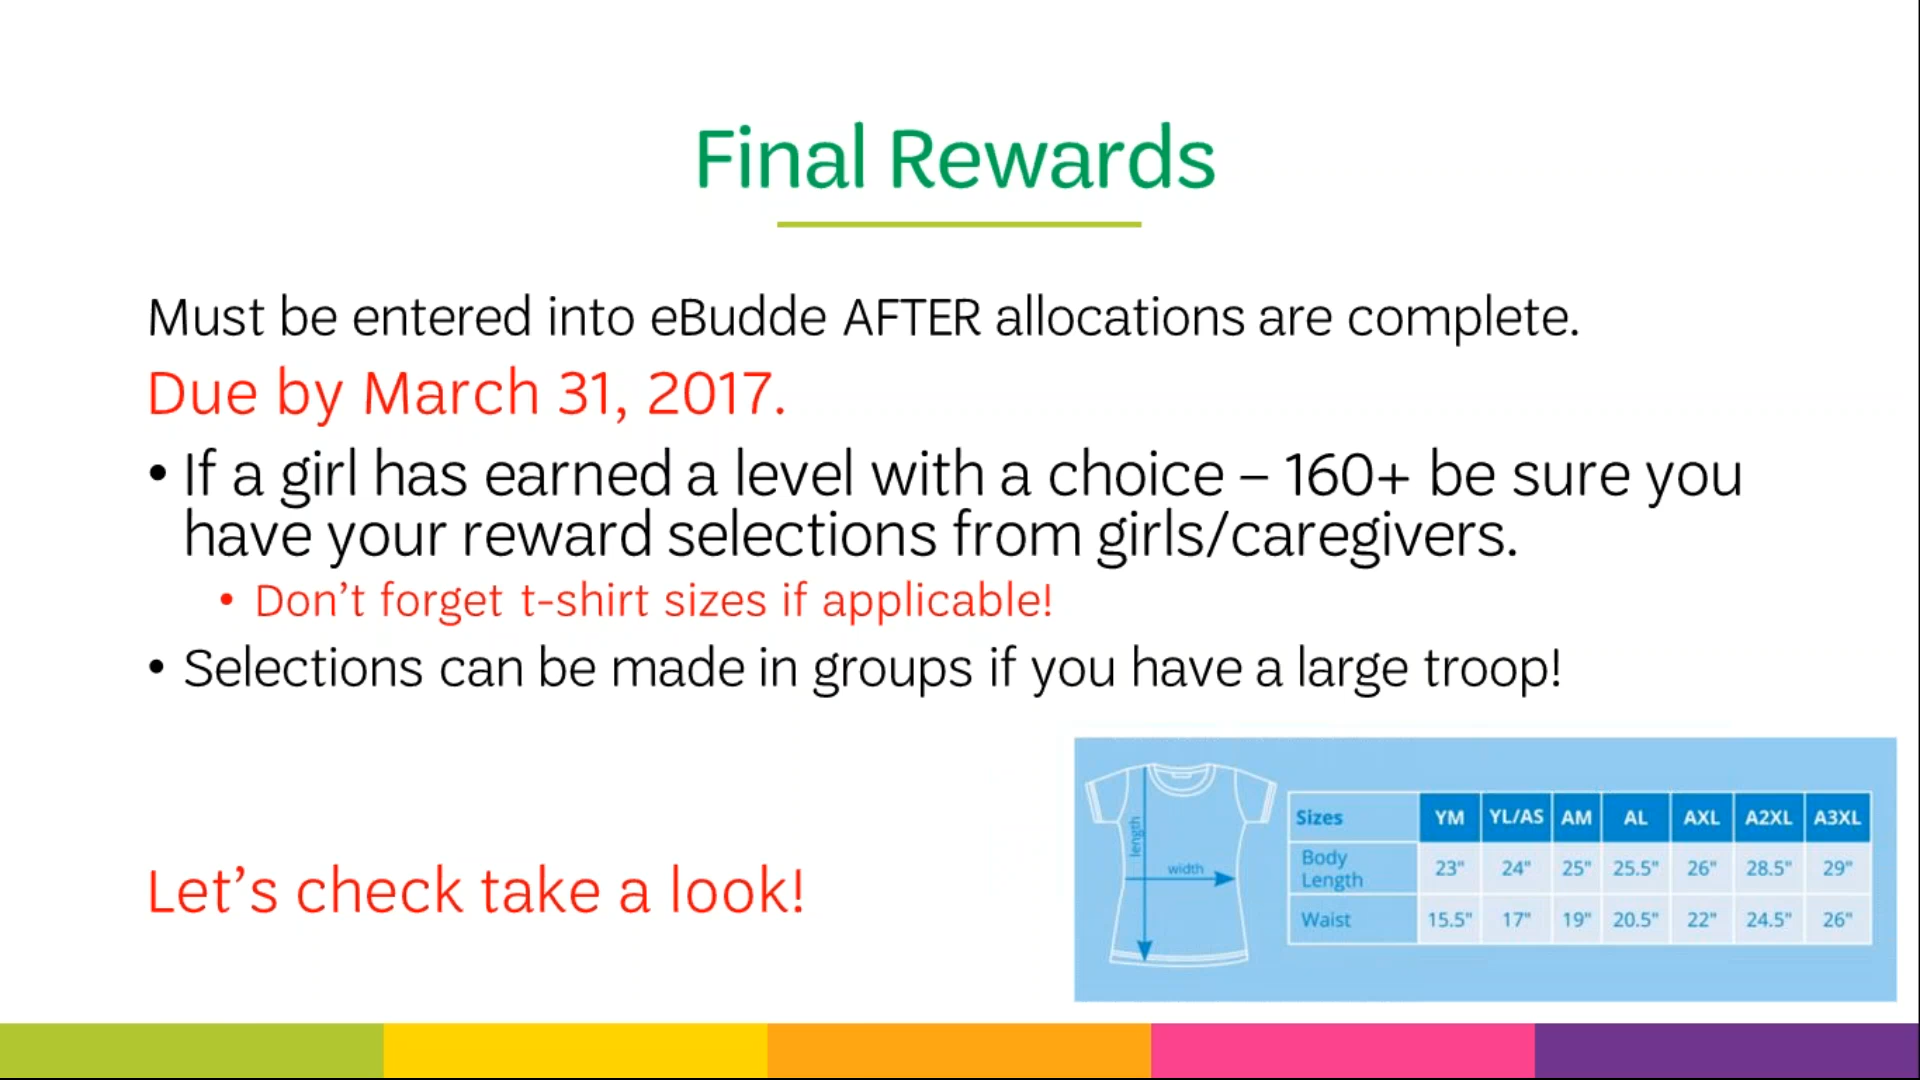 Final Rewards
Must be entered into eBudde AFTER allocations are complete.
Due by March 31, 2017.
• If a girl has earned a level with a choice – 160+ be sure you
have your reward selections from girls/caregivers.
• Don't forget t-shirt sizes if applicable!
• Selections can be made in groups if you have a large troop!
Let's check take a look!
length
width
Sizes YM YL/AS AM AL AXL A2XL A3XL
Body
Length 23" 24" 25" 25.5" 26" 28.5" 29"
Waist 15.5" 17" 19" 20.5" 22" 24.5" 26"